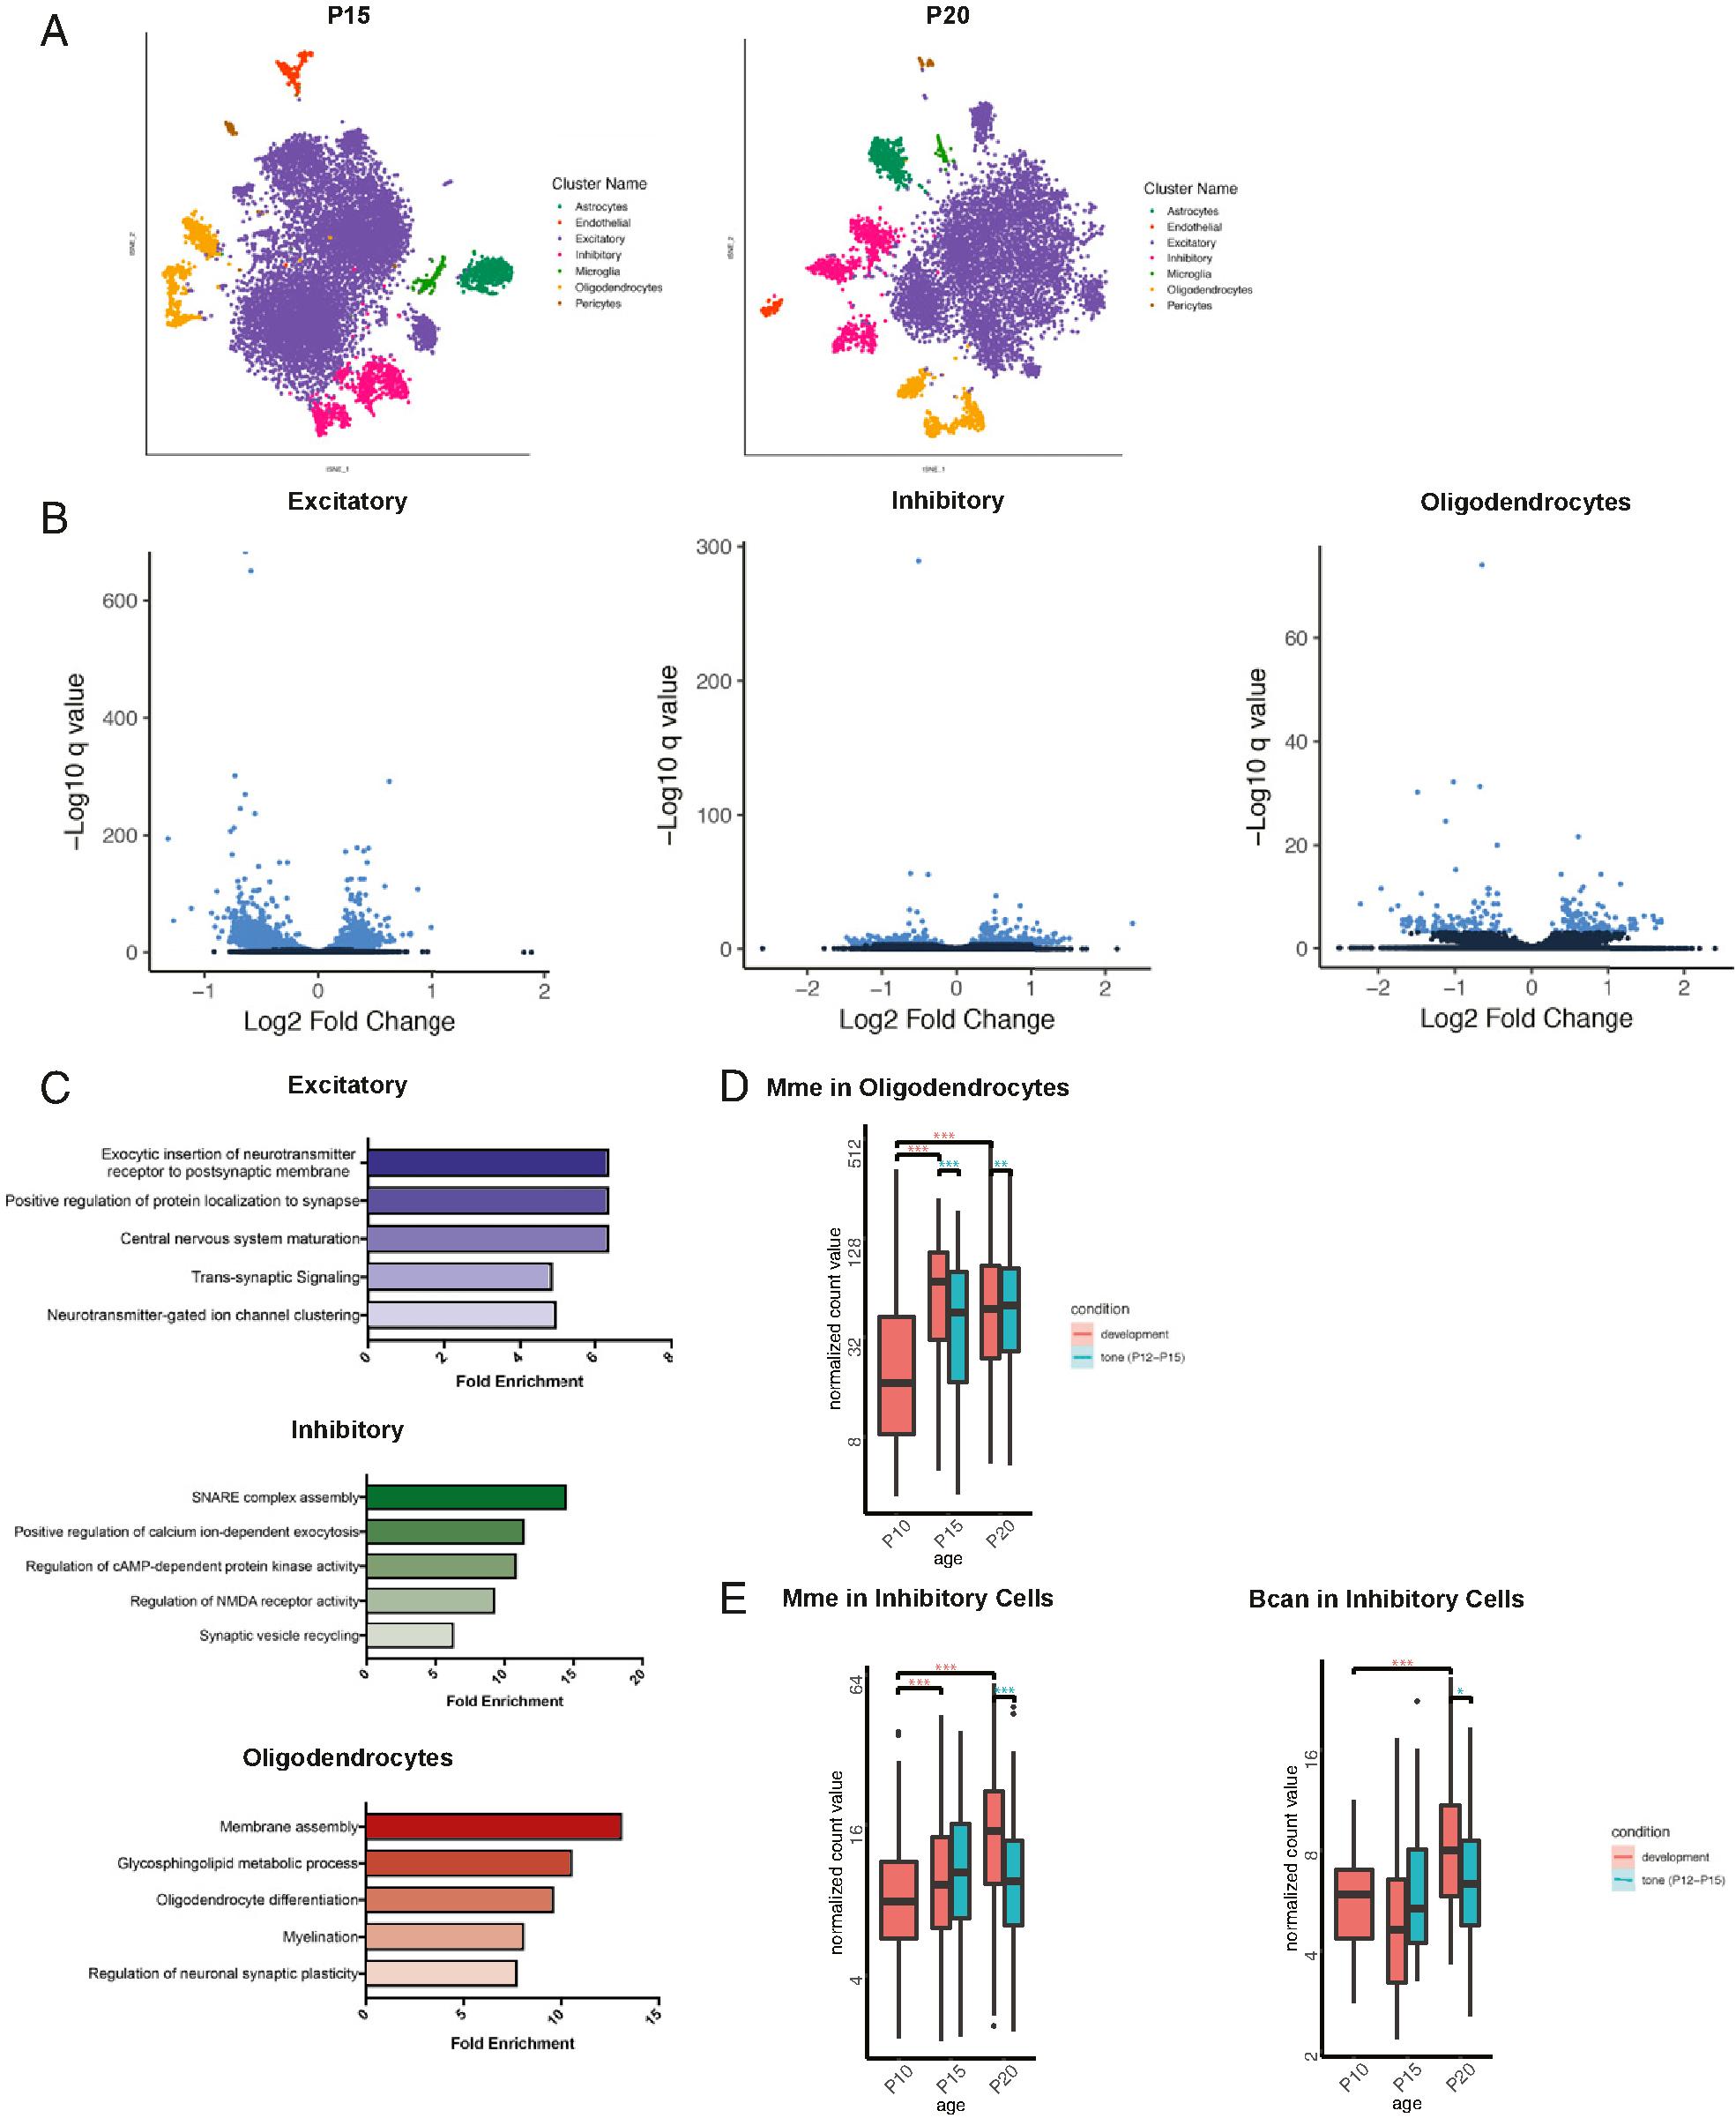 A
P15
P20
tSNE_2
tSNE_1
Cluster Name
Astrocytes
Endothelial
Excitatory
Inhibitory
Microglia
Oligodendrocytes
Pericytes
tSNE_2
tSNE_1
Cluster Name
Astrocytes
Endothelial
Excitatory
Inhibitory
Microglia
Oligodendrocytes
Pericytes
B
Excitatory
−Log10 q value
600
400
200
0
−1 0 1 2
Log2 Fold Change
Inhibitory
−Log10 q value
300
200
100
0
−2 −1 0 1 2
Log2 Fold Change
Oligodendrocytes
−Log10 q value
60
40
20
0
−2 −1 0 1 2
Log2 Fold Change
C
Excitatory
Exocytic insertion of neurotransmitter
receptor to postsynaptic membrane
Positive regulation of protein localization to synapse
Central nervous system maturation
Trans-synaptic Signaling
Neurotransmitter-gated ion channel clustering
0 2 4 6 8
Fold Enrichment
Inhibitory
SNARE complex assembly
Positive regulation of calcium ion-dependent exocytosis
Regulation of cAMP-dependent protein kinase activity
Regulation of NMDA receptor activity
Synaptic vesicle recycling
0 5 10 15 20
Fold Enrichment
Oligodendrocytes
Membrane assembly
Glycosphingolipid metabolic process
Oligodendrocyte differentiation
Myelination
Regulation of neuronal synaptic plasticity
0 5 10 15
Fold Enrichment
D
Mme in Oligodendrocytes
normalized count value
512
128
32
8
***
***
***
**
P10 P15 P20
age
condition
development
tone (P12−P15)
E
Mme in Inhibitory Cells
normalized count value
64
16
4
***
***
***
P10 P15 P20
age
Bcan in Inhibitory Cells
normalized count value
16
8
4
2
***
*
P10 P15 P20
age
condition
development
tone (P12−P15)